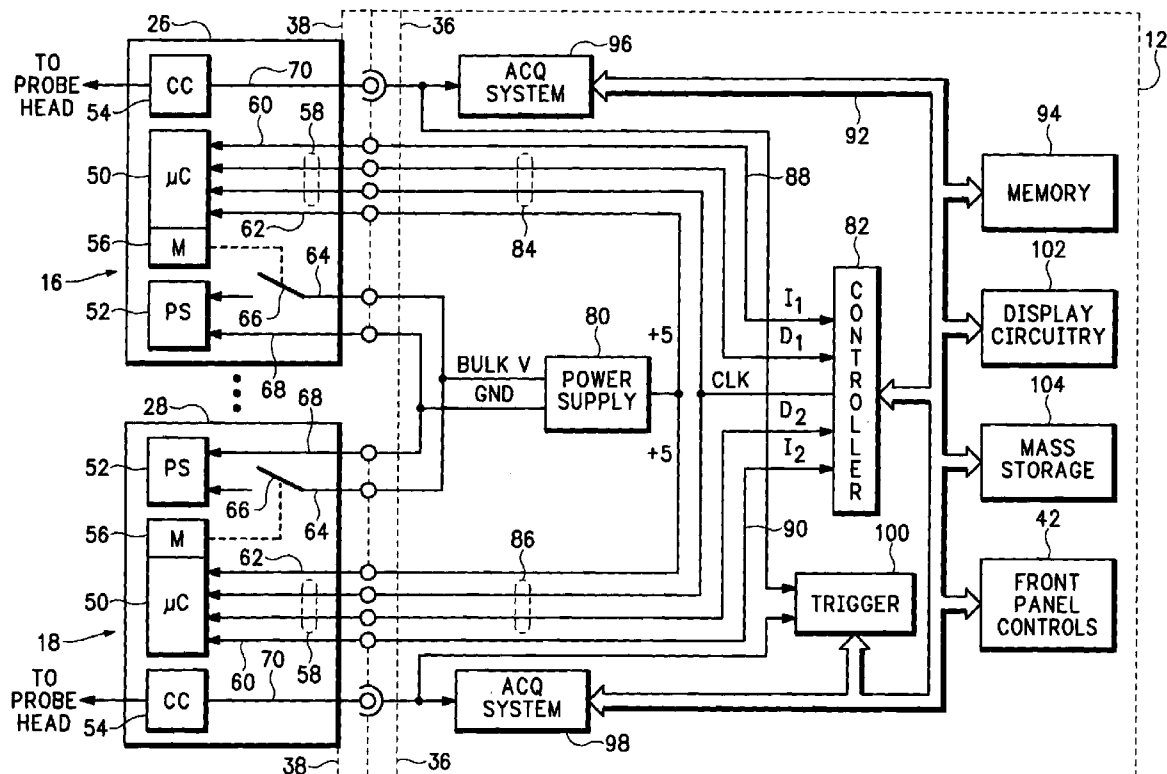 26
38
36
96
12
TO
PROBE
HEAD
54
CC
70
ACQ
SYSTEM
92
60
58
50
µC
88
94
MEMORY
62
84
56
M
64
82
102
16
52
PS
66
68
80
+5
I1
D1
CONTROLLER
DISPLAY
CIRCUITRY
BULK V
GND
POWER
SUPPLY
CLK
104
28
68
+5
D2
I2
MASS
STORAGE
52
PS
66
64
90
100
42
56
M
62
86
50
µC
TRIGGER
FRONT
PANEL
CONTROLS
18
60
58
70
TO
PROBE
HEAD
54
CC
ACQ
SYSTEM
98
38
36